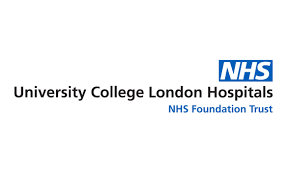 NHS
University College London Hospitals
NHS Foundation Trust